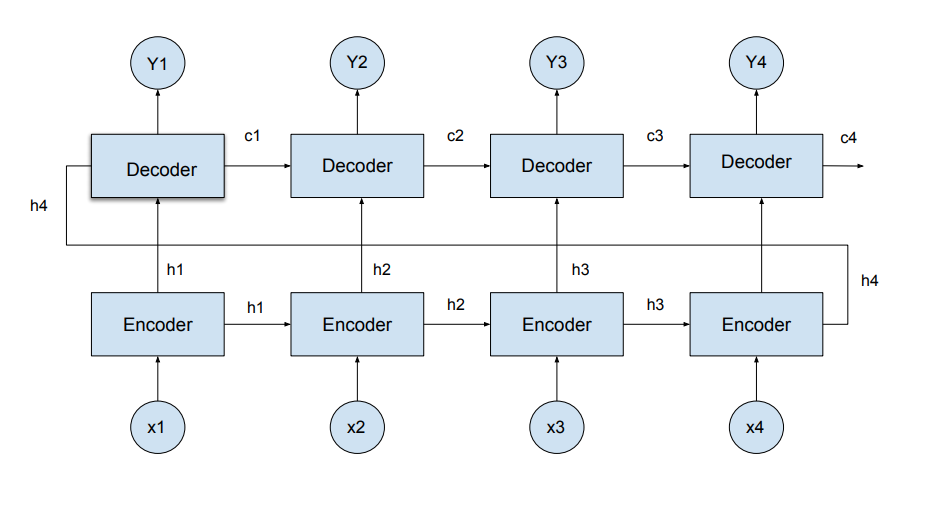 Y1 Y2 Y3 Y4
c1 c2 c3 c4
Decoder Decoder Decoder Decoder
h4
h1 h2 h3 h4
h1 h2 h3
Encoder Encoder Encoder Encoder
x1 x2 x3 x4